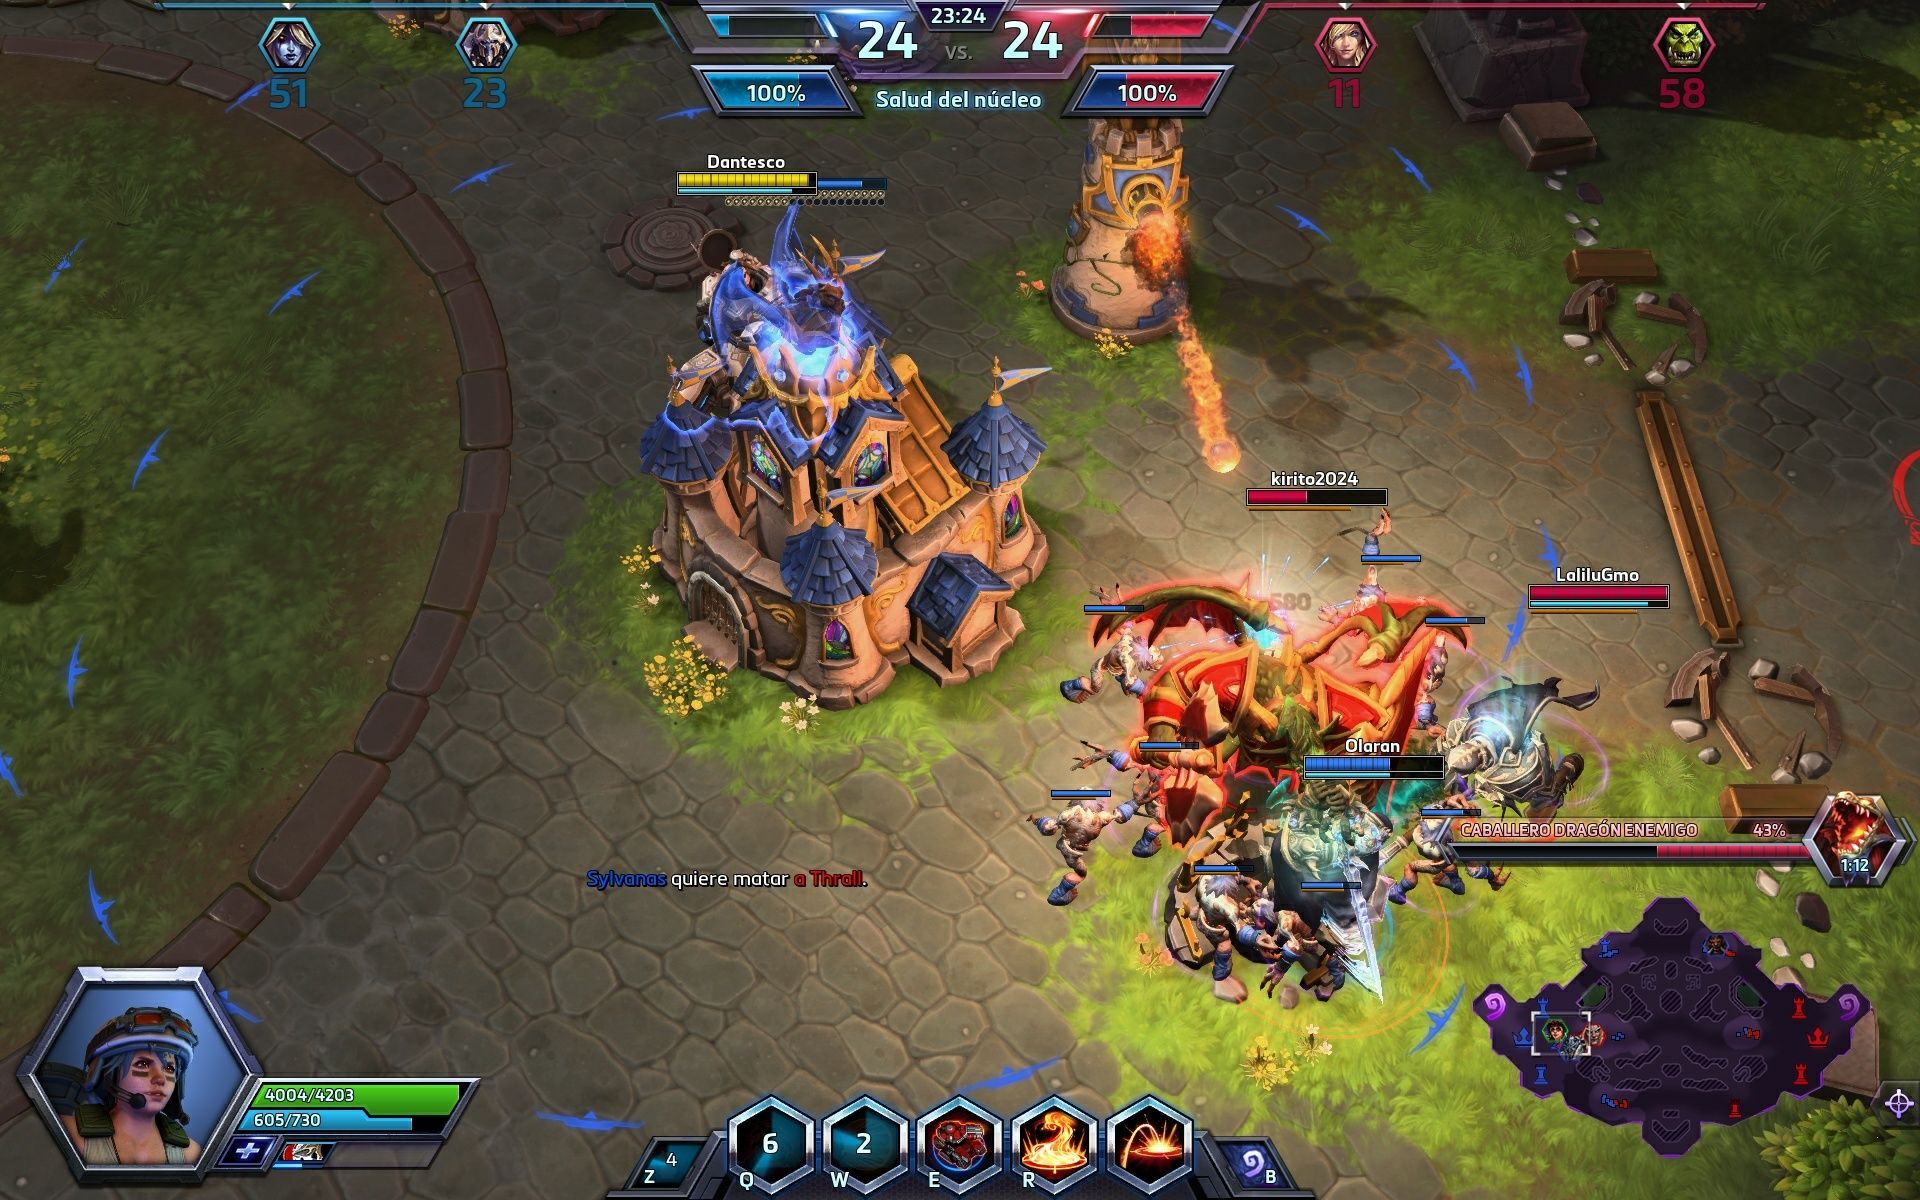 23:24
24 VS. 24
51
23
11
58
100% Salud del núcleo 100%
Dantesco
kirito2024
LaliluGmo
580
Olaran
CABALLERO DRAGÓN ENEMIGO 43%
1:12
Sylvanas quiere matar a Thrall.
4004/4203
605/730
4 6 2
Z Q W E R B